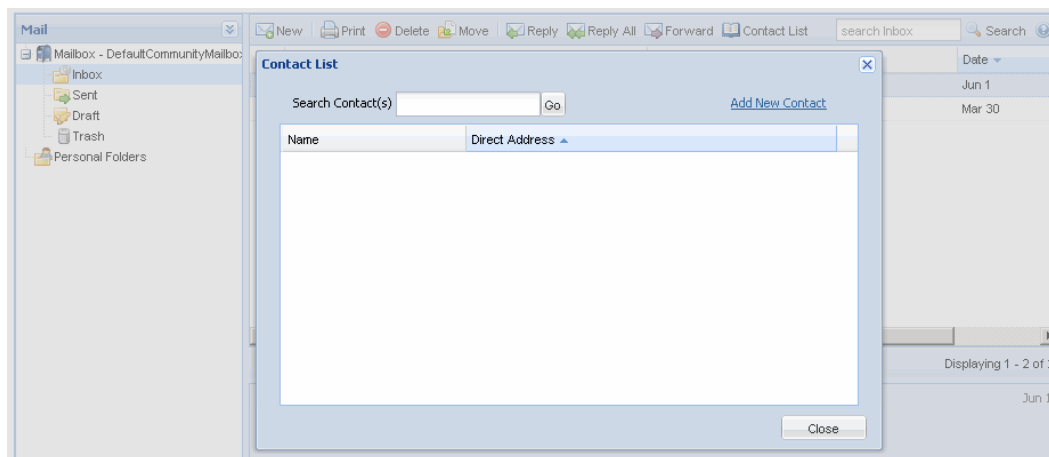 Mail
New Print Delete Move Reply Reply All Forward Contact List search Inbox Search
Mailbox - DefaultCommunityMailbo
Inbox
Sent
Draft
Trash
Personal Folders
Contact List
Date
Jun 1
Mar 30
Search Contact(s) Go Add New Contact
Name Direct Address
Displaying 1 - 2 of
Jun 1
Close